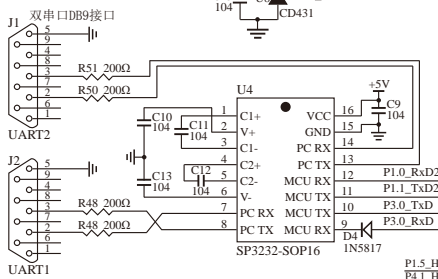 双串口DB9接口
104
CD431
J1
5
9
4
8
3
7
2
6
1
R51 200Ω
R50 200Ω
UART2
U4
+5V
C9
104
C10
104
C11
104
C12
104
C13
104
1 C1+ VCC 16
2 V+ GND 15
3 C1- PC RX 14
4 C2+ PC TX 13
5 C2- MCU RX 12 P1.0_RxD2
6 V- MCU TX 11 P1.1_TxD2
7 PC RX MCU TX 10 P3.0_TxD
8 PC TX MCU RX 9 P3.0_RxD
D4
1N5817
SP3232-SOP16
J2
5
9
4
8
3
7
2
6
1
R48 200Ω
R48 200Ω
UART1
P1.5_H
P4.1_H